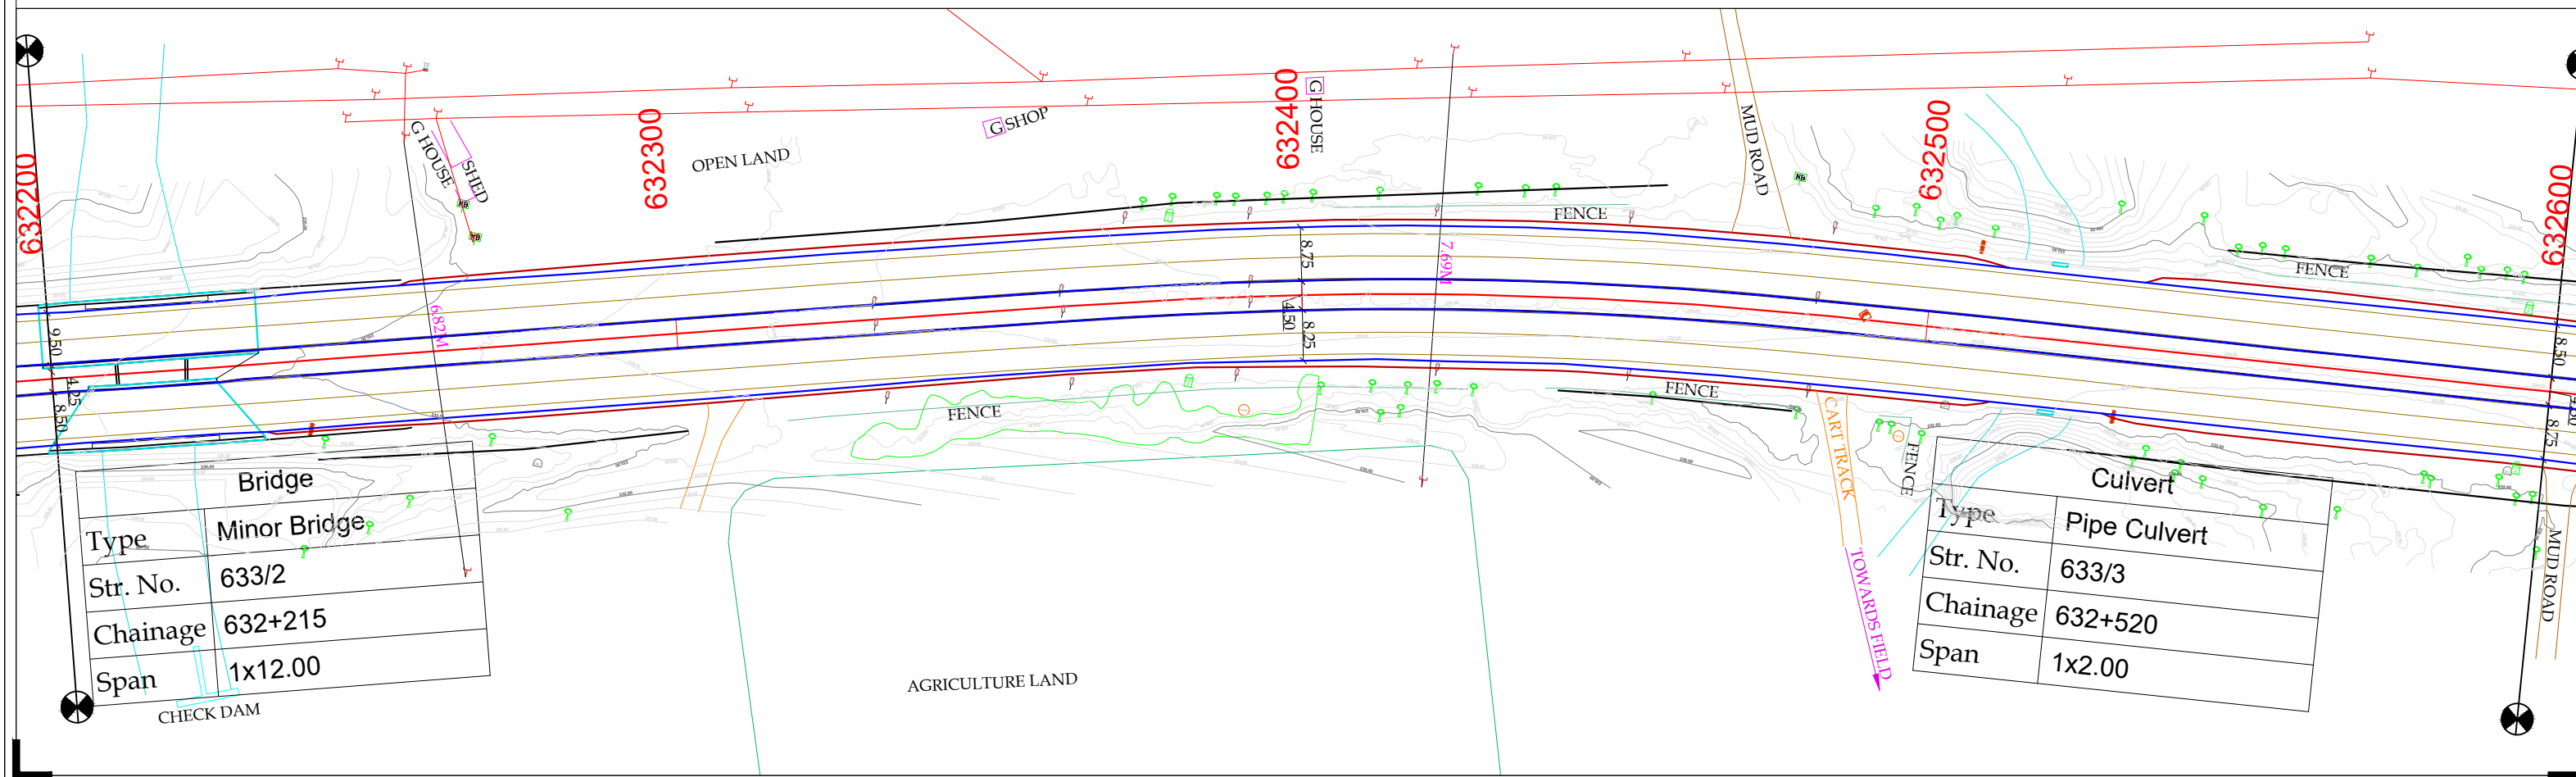 632200
632300
632400
632500
632600
G HOUSE
SHED
OPEN LAND
G SHOP
G HOUSE
MUD ROAD
FENCE
FENCE
9.50
4.25
8.50
6.82M
8.75
4.50
8.25
7.69M
8.50
8.75
FENCE
FENCE
CART TRACK
FENCE
TOWARDS FIELD
MUD ROAD
Bridge
Type Minor Bridge
Str. No. 633/2
Chainage 632+215
Span 1x12.00
CHECK DAM
AGRICULTURE LAND
Culvert
Type Pipe Culvert
Str. No. 633/3
Chainage 632+520
Span 1x2.00